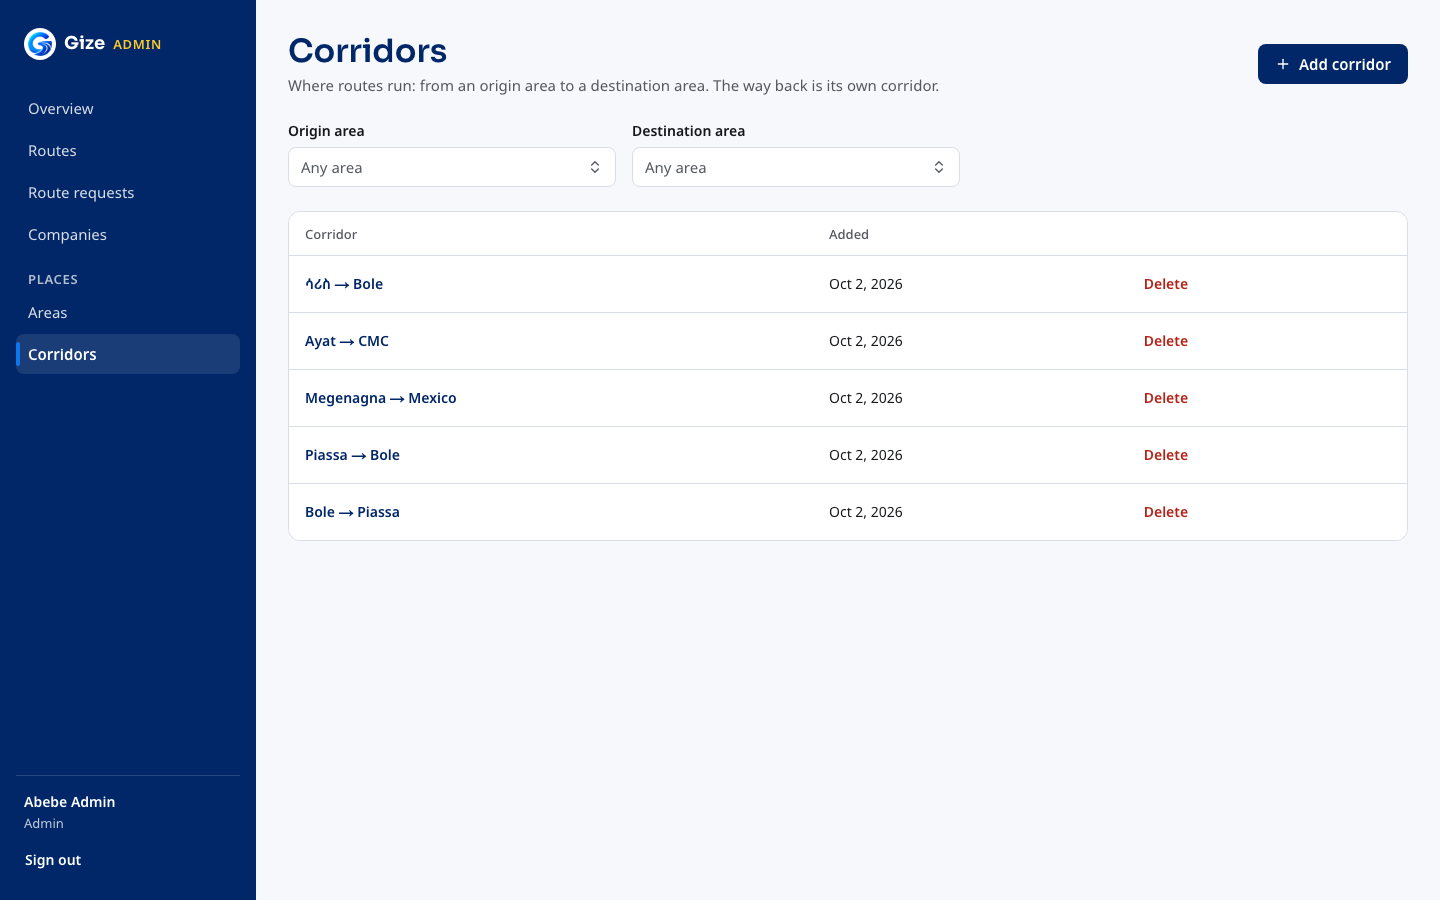 Gize ADMIN
Overview
Routes
Route requests
Companies
PLACES
Areas
Corridors
Abebe Admin
Admin
Sign out
Corridors
Where routes run: from an origin area to a destination area. The way back is its own corridor.
+ Add corridor
Origin area
Any area
Destination area
Any area
Corridor Added
ሳሪስ → Bole Oct 2, 2026 Delete
Ayat → CMC Oct 2, 2026 Delete
Megenagna → Mexico Oct 2, 2026 Delete
Piassa → Bole Oct 2, 2026 Delete
Bole → Piassa Oct 2, 2026 Delete